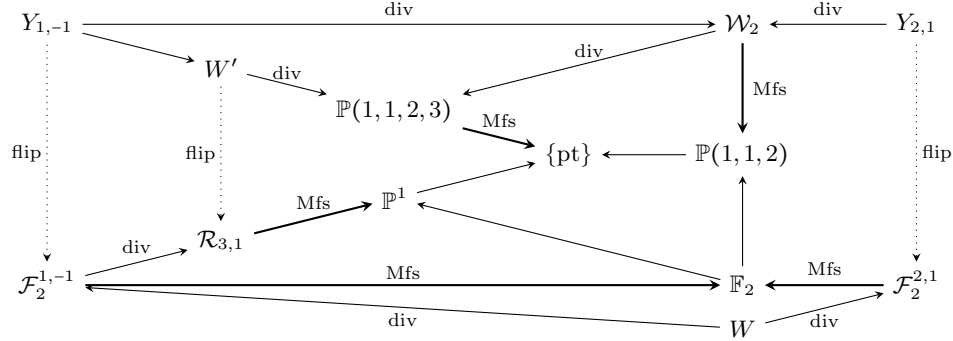 Y_{1,-1} div 𝒲_2 div Y_{2,1}
W′ div div
Mfs
ℙ(1,1,2,3) Mfs
flip flip {pt} ℙ(1,1,2) flip
Mfs ℙ^1
div ℛ_{3,1}
ℱ_2^{1,-1} Mfs 𝔽_2 Mfs ℱ_2^{2,1}
div W div